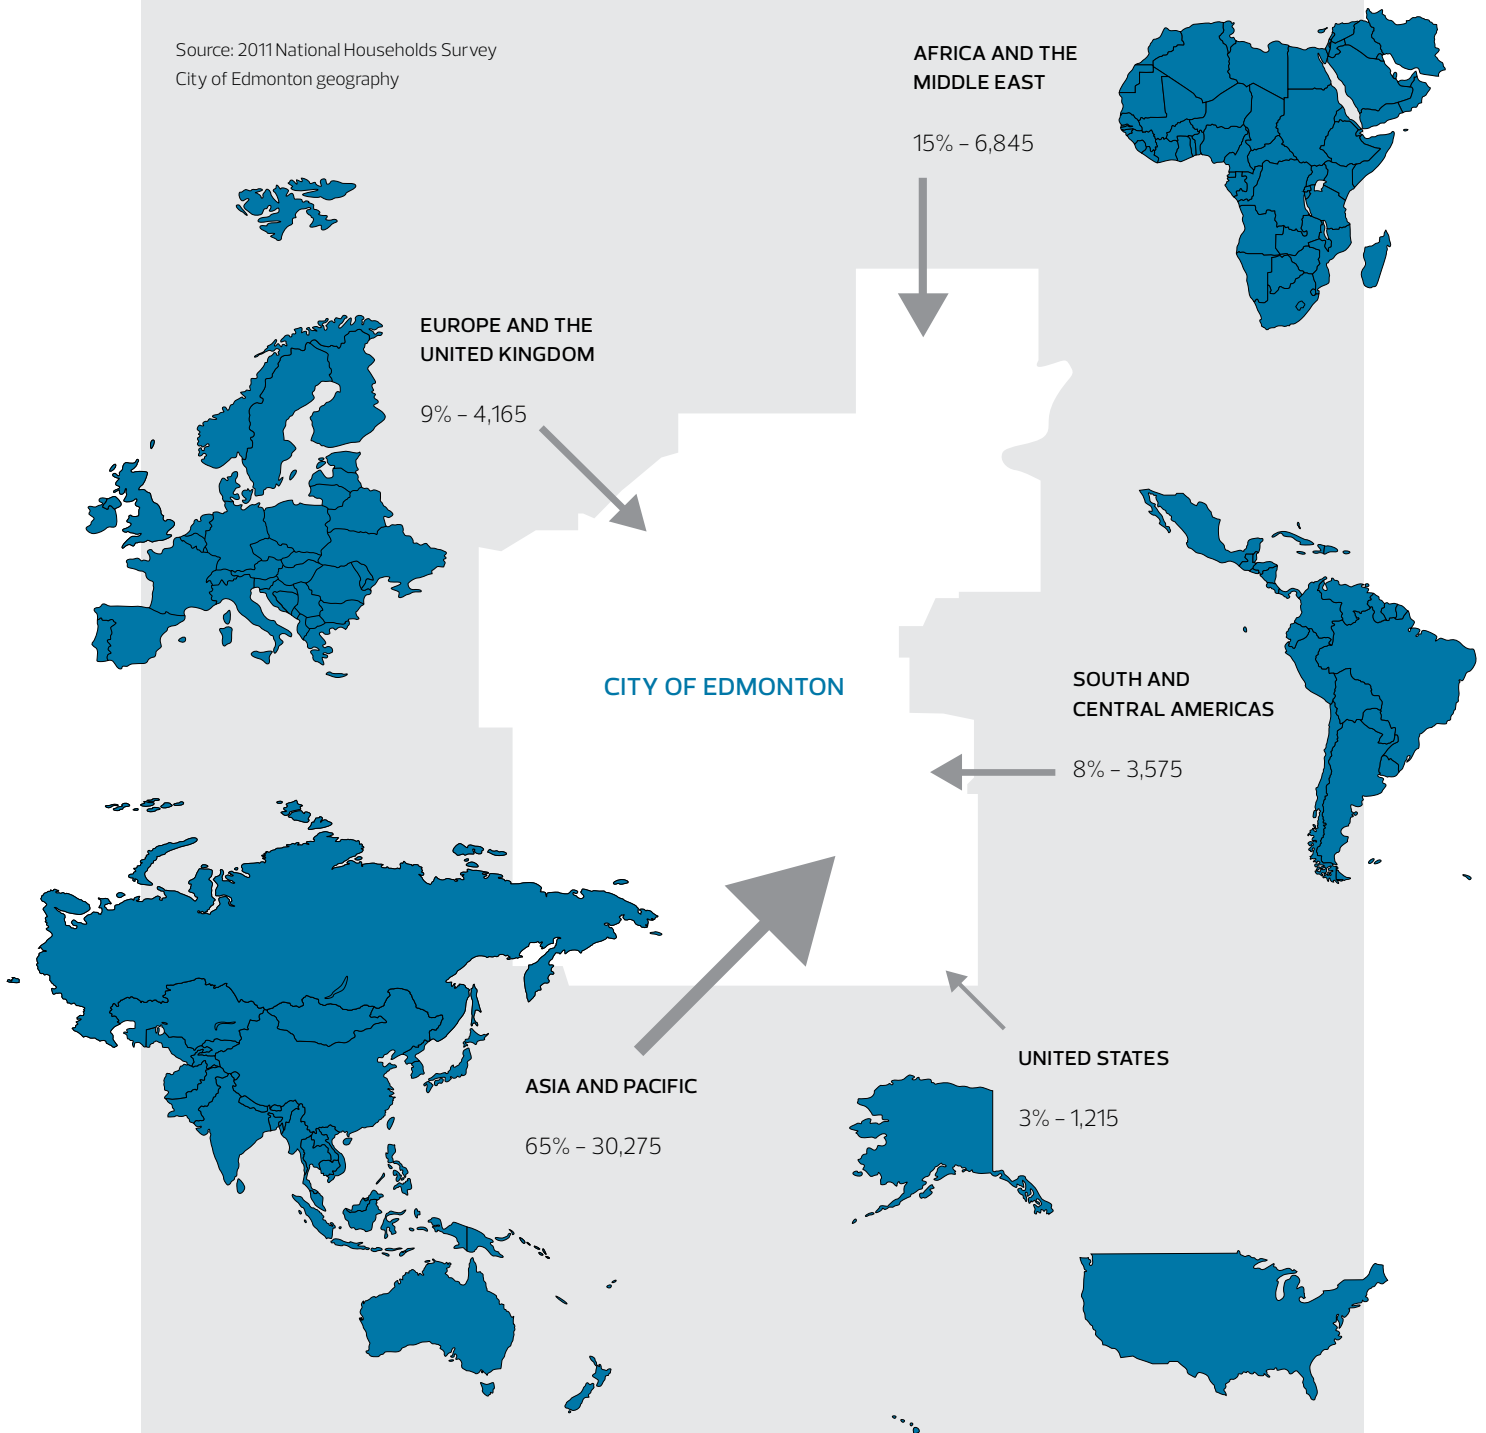 Source: 2011 National Households Survey
City of Edmonton geography
AFRICA AND THE
MIDDLE EAST
15% – 6,845
EUROPE AND THE
UNITED KINGDOM
9% – 4,165
CITY OF EDMONTON
SOUTH AND
CENTRAL AMERICAS
8% – 3,575
UNITED STATES
3% – 1,215
ASIA AND PACIFIC
65% – 30,275